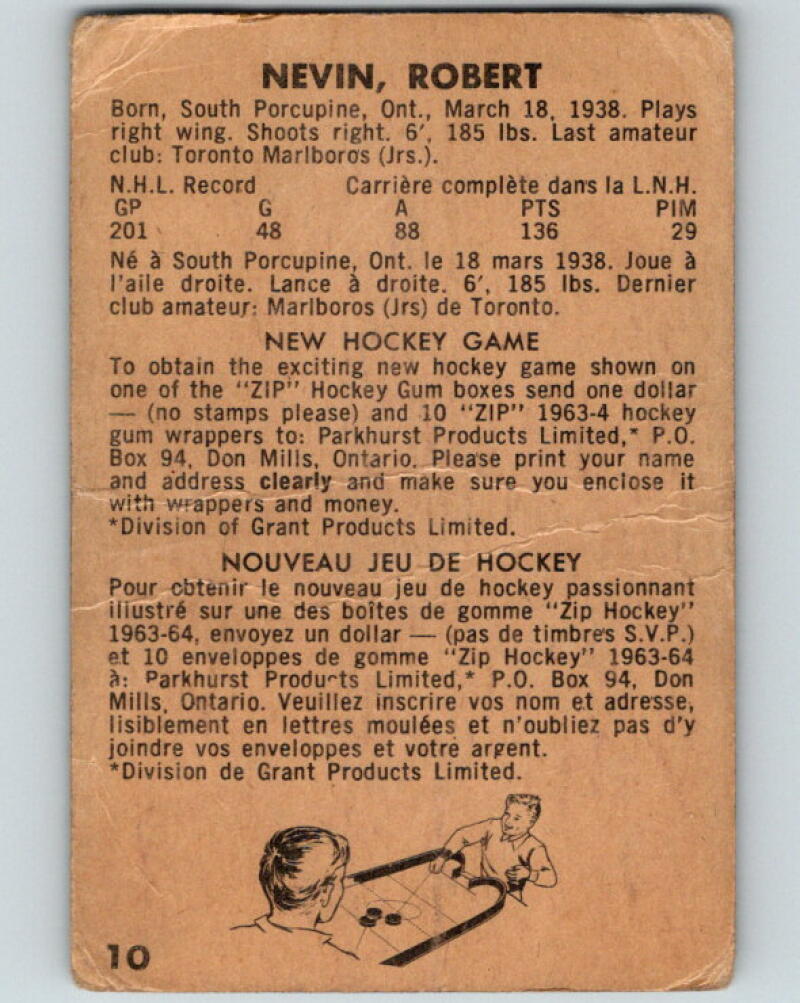 NEVIN, ROBERT
Born, South Porcupine, Ont., March 18, 1938. Plays
right wing. Shoots right. 6′, 185 lbs. Last amateur
club: Toronto Marlboros (Jrs.).
N.H.L. Record Carrière complète dans la L.N.H.
GP G A PTS PIM
201 48 88 136 29
Né à South Porcupine, Ont. le 18 mars 1938. Joue à
l'aile droite. Lance à droite. 6′, 185 lbs. Dernier
club amateur: Marlboros (Jrs) de Toronto.
NEW HOCKEY GAME
To obtain the exciting new hockey game shown on
one of the "ZIP" Hockey Gum boxes send one dollar
— (no stamps please) and 10 "ZIP" 1963-4 hockey
gum wrappers to: Parkhurst Products Limited,* P.O.
Box 94, Don Mills, Ontario. Please print your name
and address clearly and make sure you enclose it
with wrappers and money.
*Division of Grant Products Limited.
NOUVEAU JEU DE HOCKEY
Pour obtenir le nouveau jeu de hockey passionnant
illustré sur une des boîtes de gomme "Zip Hockey"
1963-64, envoyez un dollar — (pas de timbres S.V.P.)
et 10 enveloppes de gomme "Zip Hockey" 1963-64
à: Parkhurst Products Limited,* P.O. Box 94, Don
Mills, Ontario. Veuillez inscrire vos nom et adresse,
lisiblement en lettres moulées et n'oubliez pas d'y
joindre vos enveloppes et votre argent.
*Division de Grant Products Limited.
10